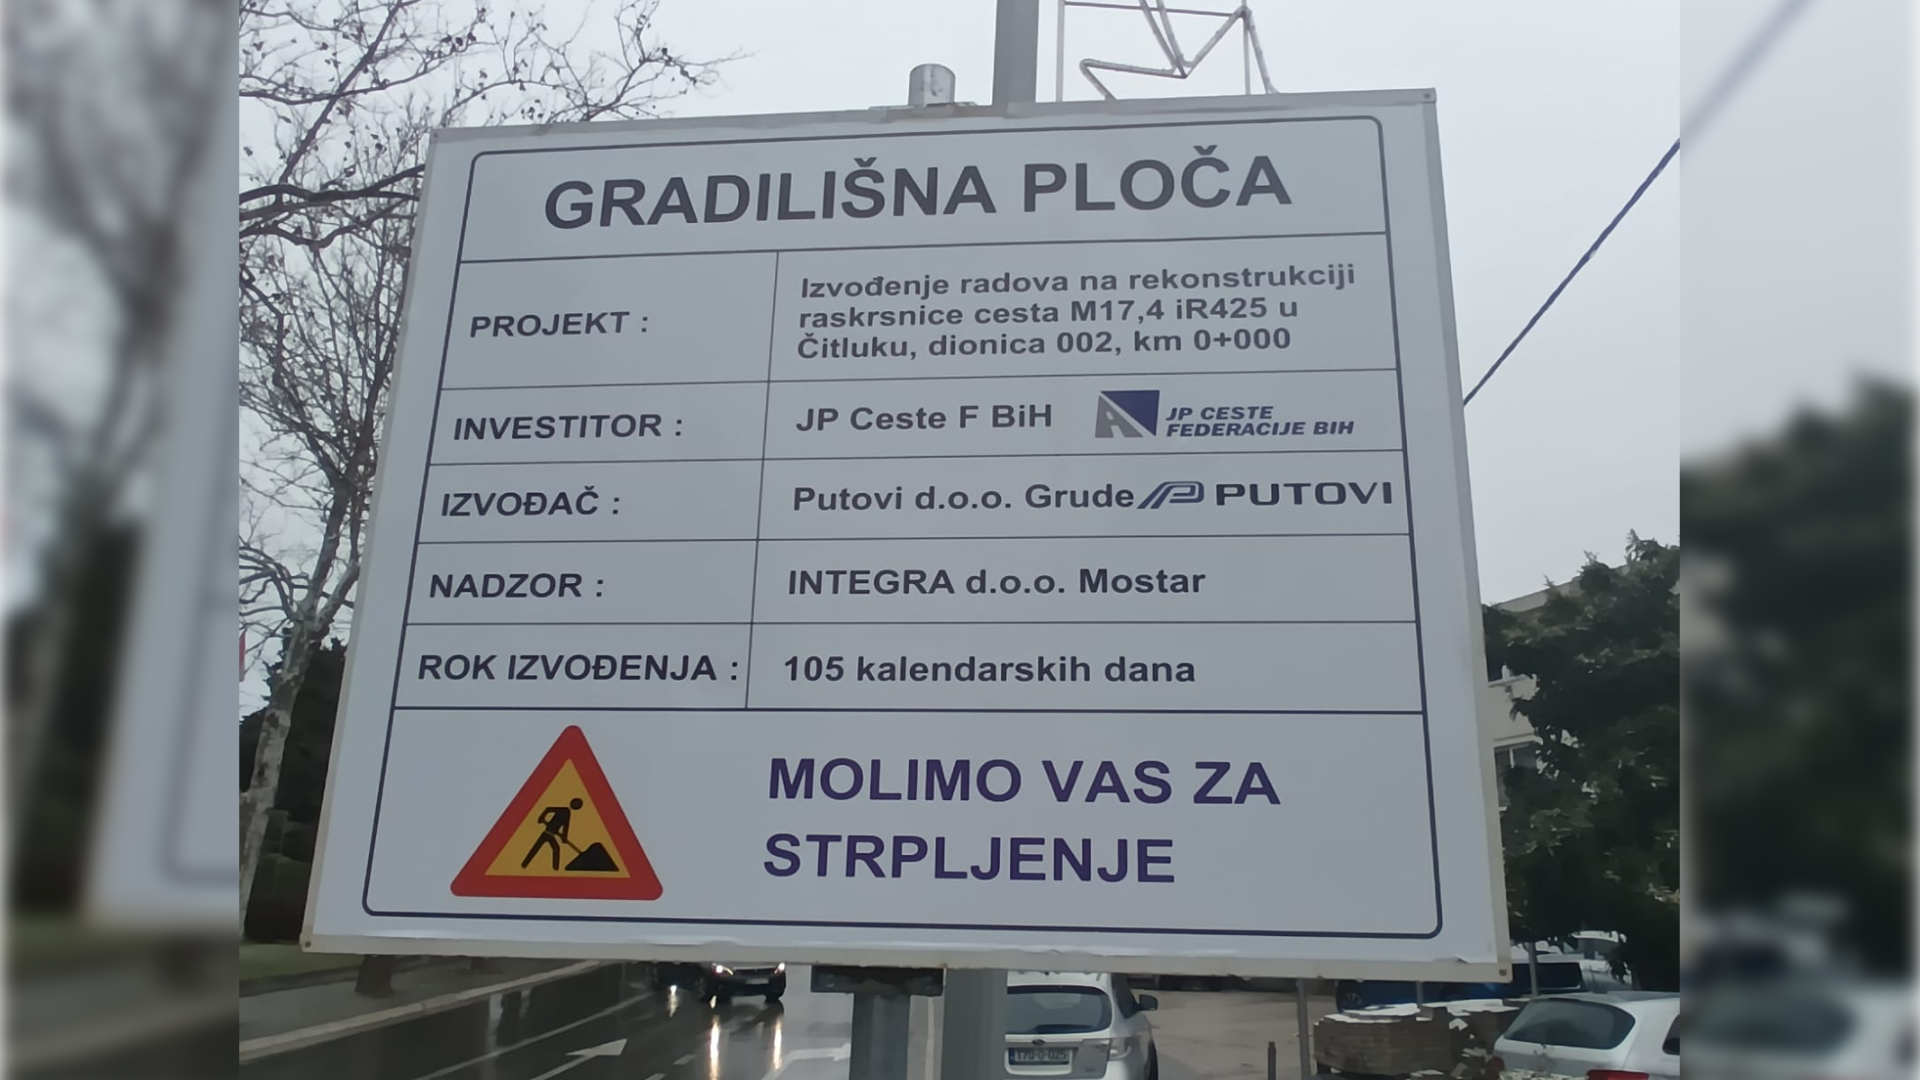 GRADILIŠNA PLOČA
PROJEKT :
Izvođenje radova na rekonstrukciji
raskrsnice cesta M17,4 iR425 u
Čitluku, dionica 002, km 0+000
INVESTITOR :
JP Ceste F BiH
JP CESTE
FEDERACIJE BIH
IZVOĐAČ :
Putovi d.o.o. Grude
PUTOVI
NADZOR :
INTEGRA d.o.o. Mostar
ROK IZVOĐENJA :
105 kalendarskih dana
MOLIMO VAS ZA
STRPLJENJE